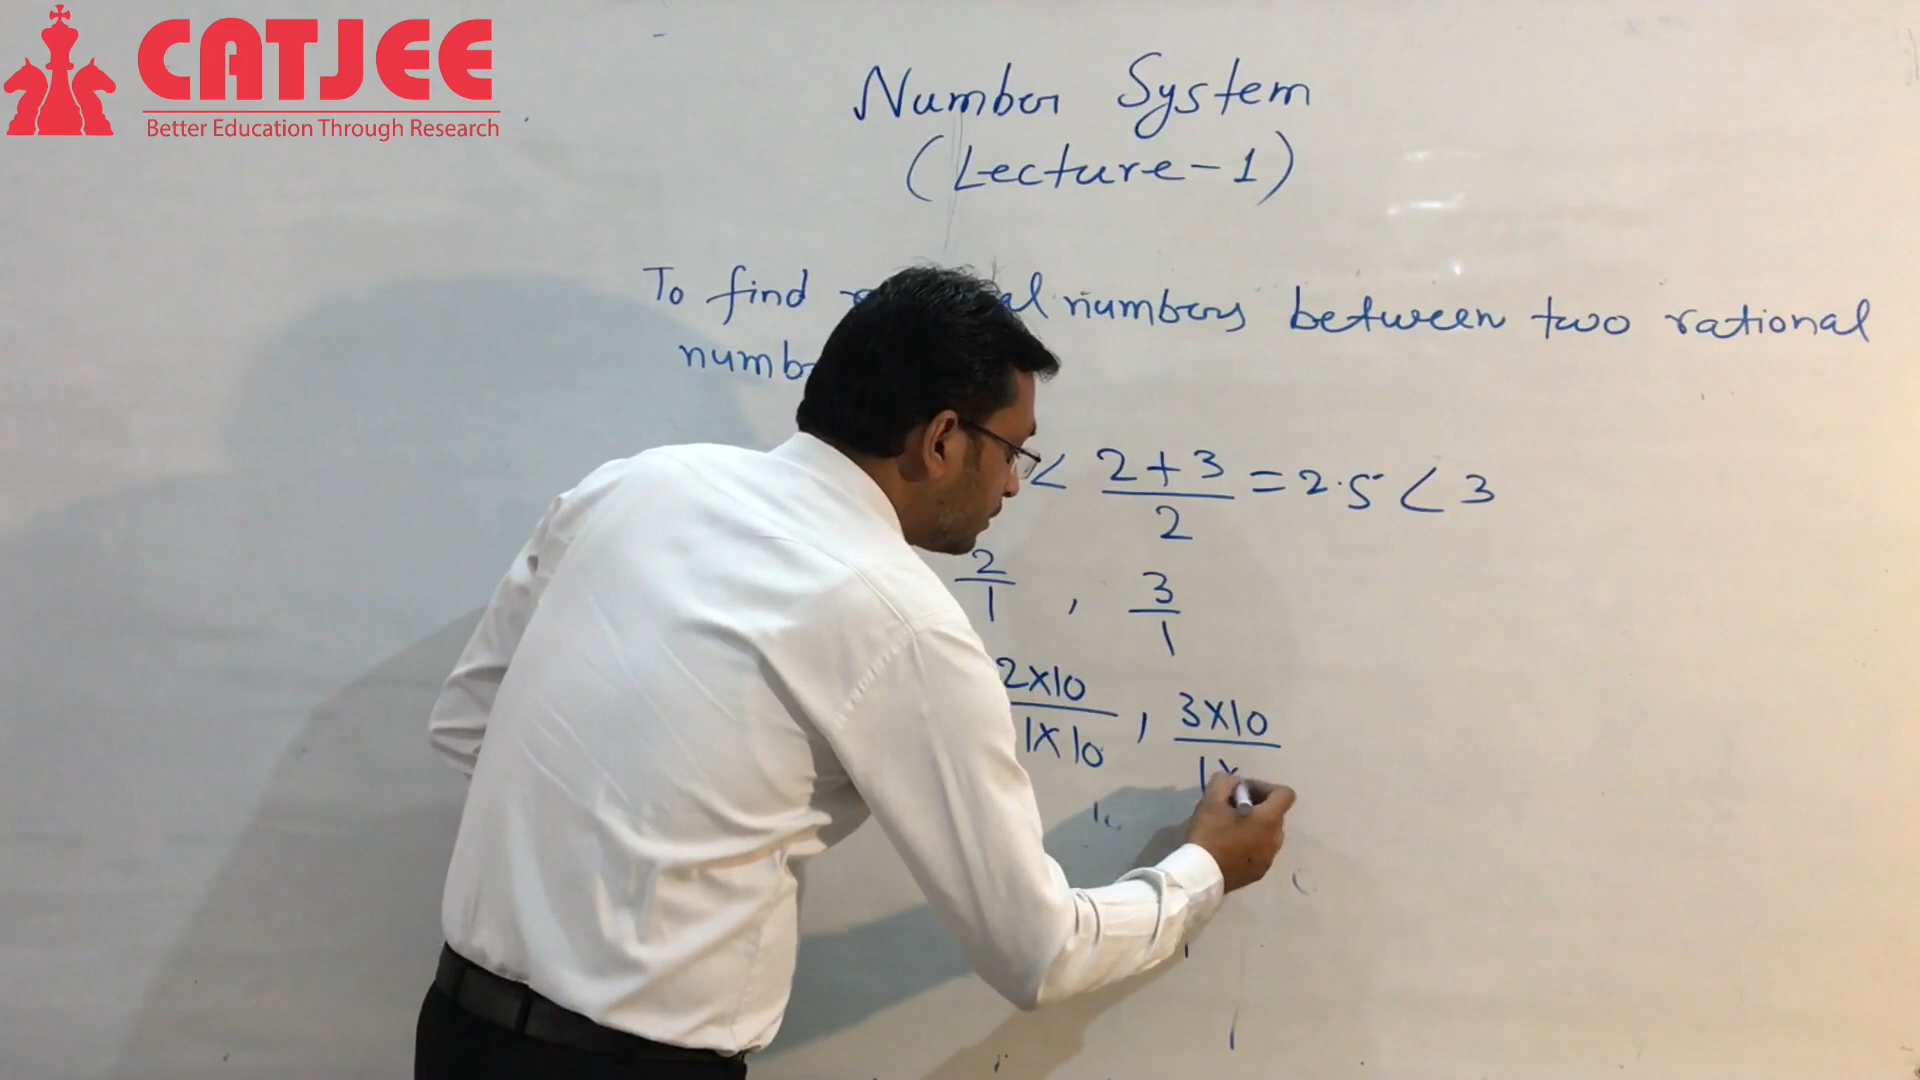 CATJEE
Better Education Through Research
Number System
(Lecture-1)
To find numbers between two rational
< 2+3 / 2 = 2.5 < 3
2/1 , 3/1
2x10 / 1x10 , 3x10 / 1x